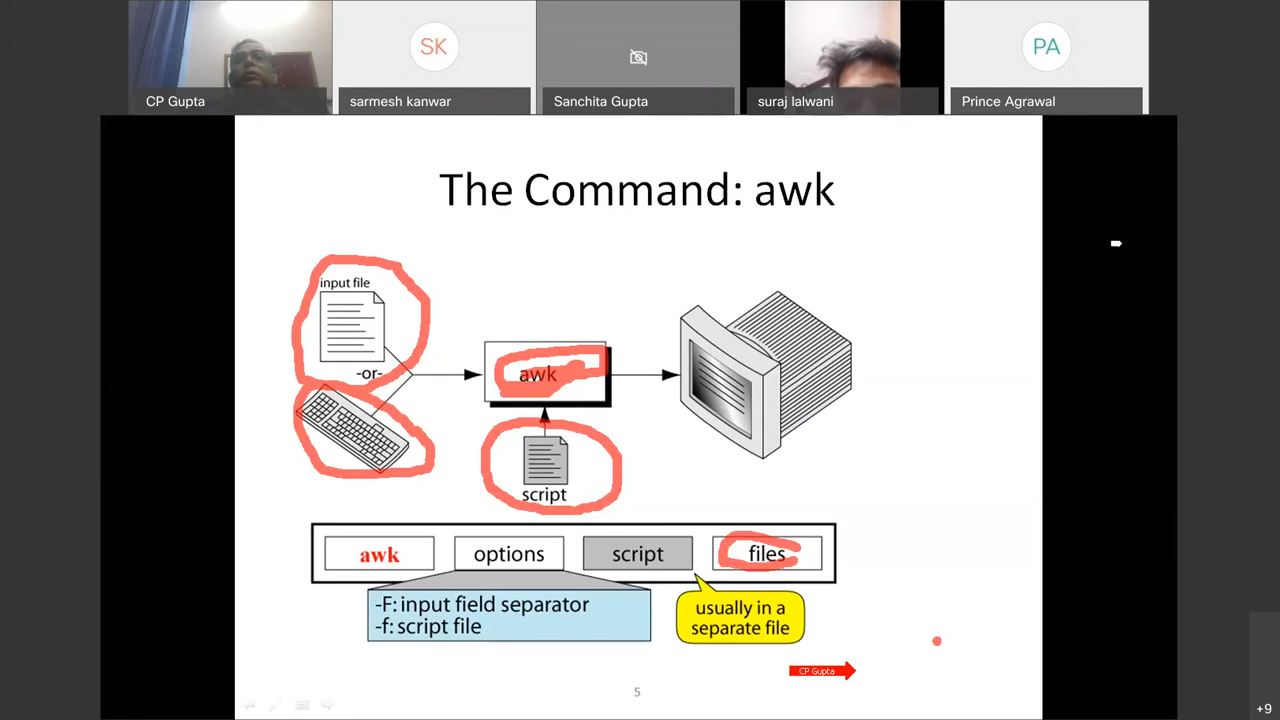 SK
PA
CP Gupta
sarmesh kanwar
Sanchita Gupta
suraj lalwani
Prince Agrawal
The Command: awk
input file
-or-
awk
script
awk
options
script
files
-F: input field separator
-f: script file
usually in a
separate file
CP Gupta
5
+9